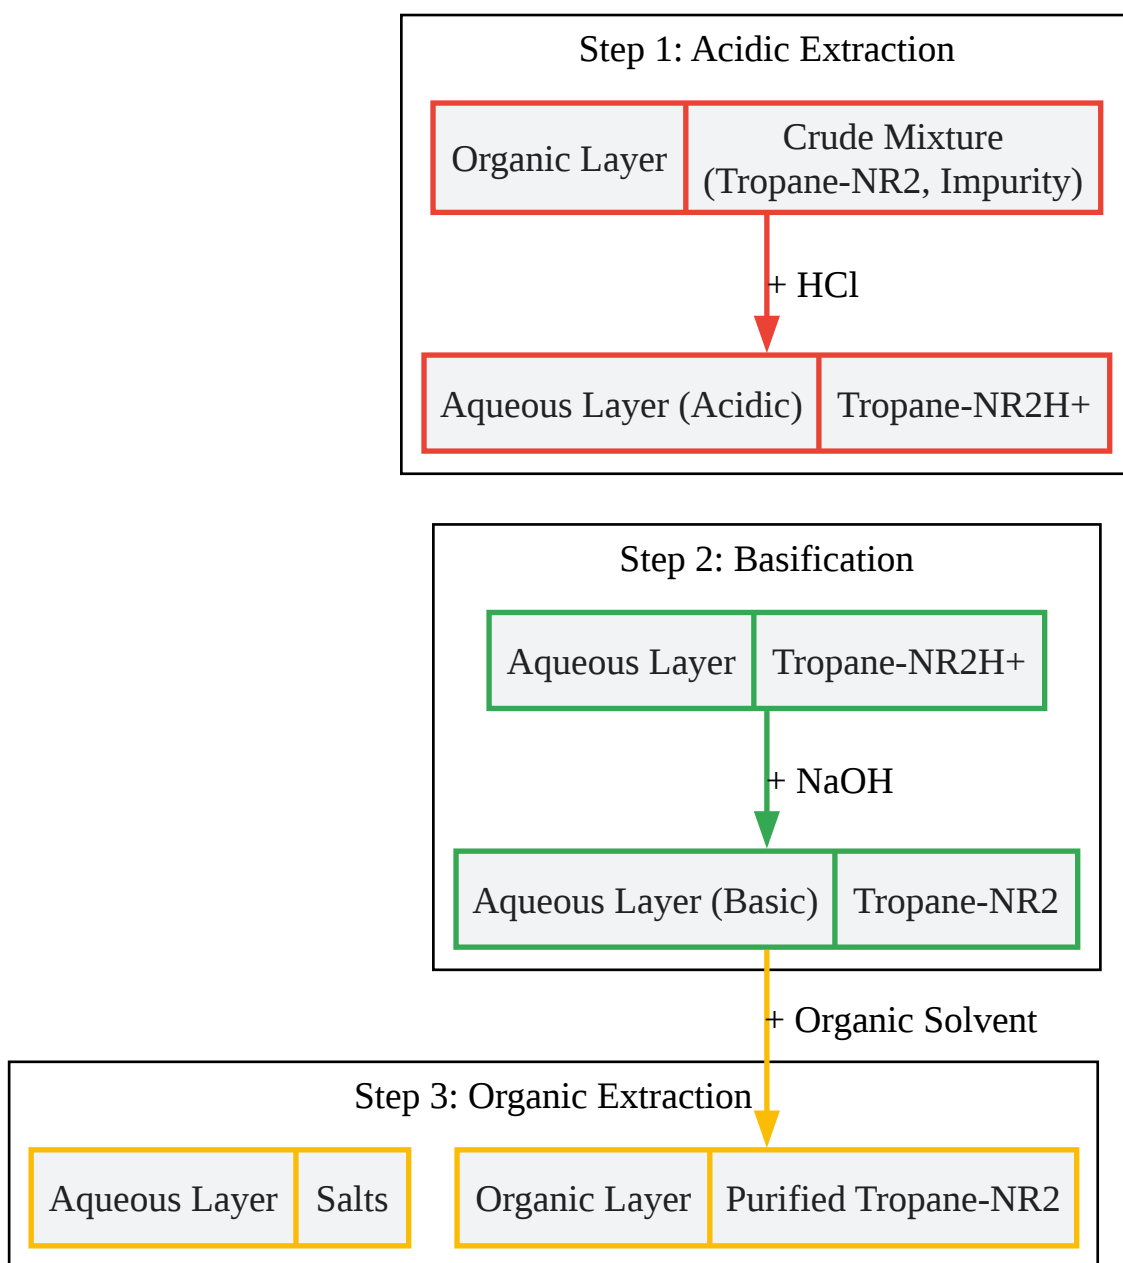 Step 1: Acidic Extraction
Organic Layer
Crude Mixture
(Tropane-NR2, Impurity)
+ HCl
Aqueous Layer (Acidic)
Tropane-NR2H+
Step 2: Basification
Aqueous Layer
Tropane-NR2H+
+ NaOH
Aqueous Layer (Basic)
Tropane-NR2
+ Organic Solvent
Step 3: Organic Extraction
Aqueous Layer
Salts
Organic Layer
Purified Tropane-NR2